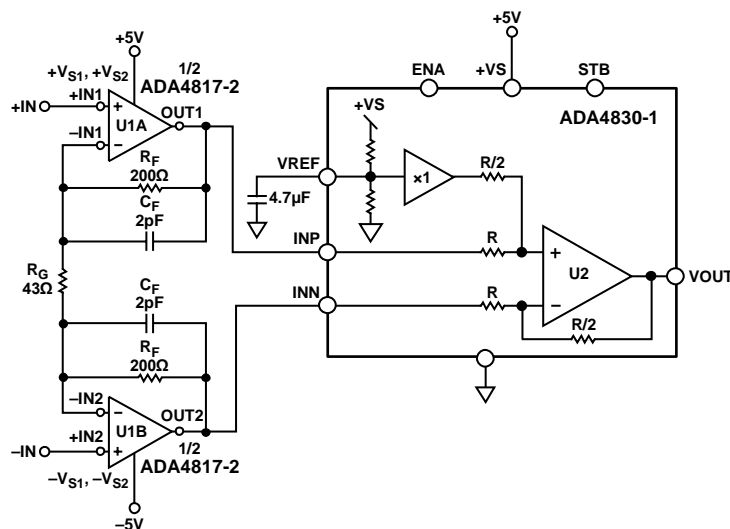 +5V
+VS1, +VS2
1/2
ADA4817-2
+IN
+IN1
OUT1
U1A
–IN1
RF
200Ω
CF
2pF
RG
43Ω
CF
2pF
RF
200Ω
–IN2
OUT2
U1B
+IN2
–IN
1/2
ADA4817-2
–VS1, –VS2
–5V
+5V
ENA
+VS
STB
ADA4830-1
+VS
VREF
4.7µF
×1
R/2
INP
R
+
U2
–
VOUT
INN
R
R/2